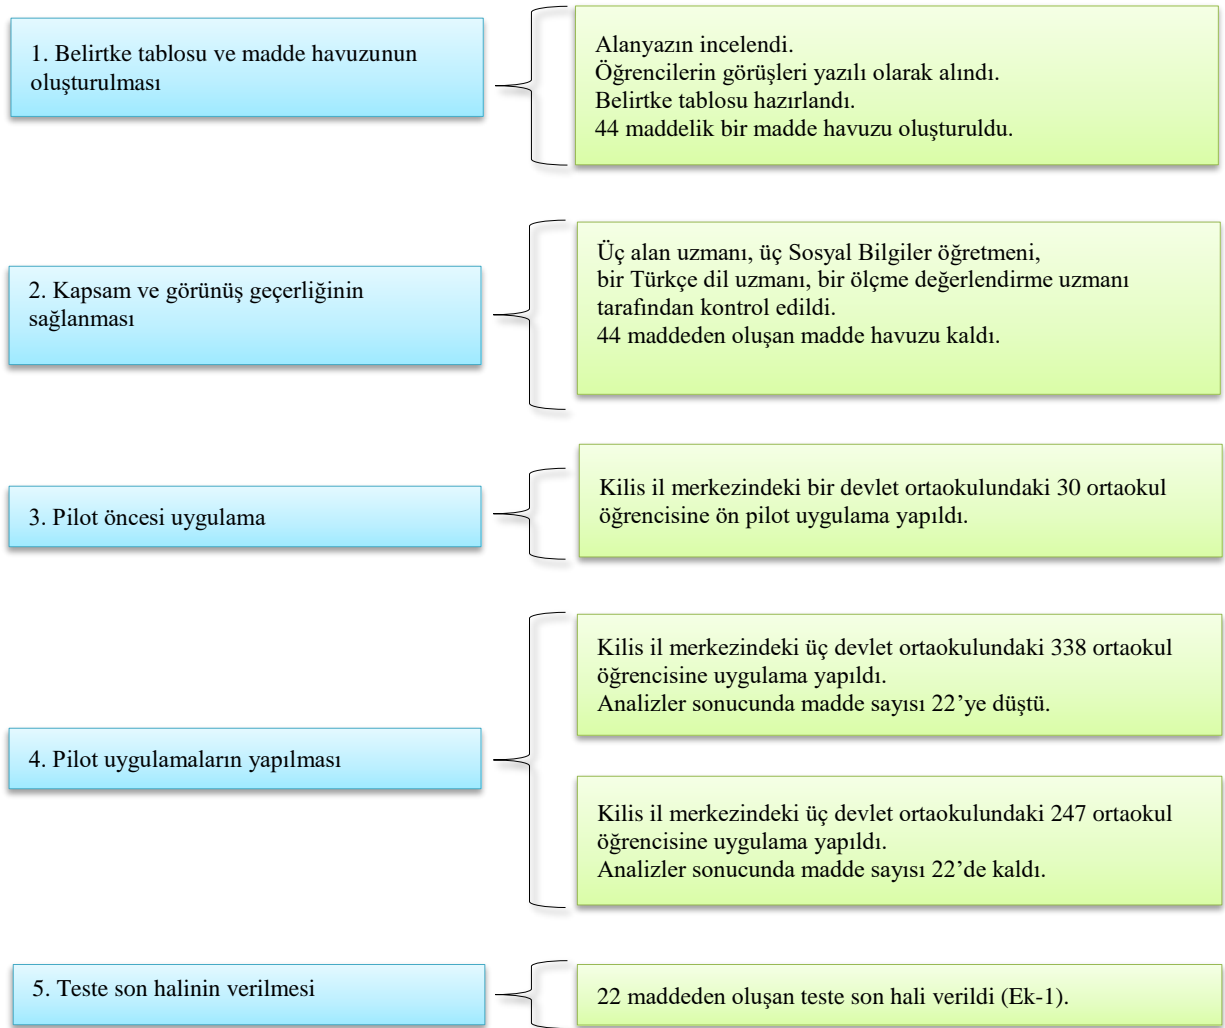 1. Belirtke tablosu ve madde havuzunun
oluşturulması
Alanyazın incelendi.
Öğrencilerin görüşleri yazılı olarak alındı.
Belirtke tablosu hazırlandı.
44 maddelik bir madde havuzu oluşturuldu.
2. Kapsam ve görünüş geçerliğinin
sağlanması
Üç alan uzmanı, üç Sosyal Bilgiler öğretmeni,
bir Türkçe dil uzmanı, bir ölçme değerlendirme uzmanı
tarafından kontrol edildi.
44 maddeden oluşan madde havuzu kaldı.
3. Pilot öncesi uygulama
Kilis il merkezindeki bir devlet ortaokulundaki 30 ortaokul
öğrencisine ön pilot uygulama yapıldı.
4. Pilot uygulamaların yapılması
Kilis il merkezindeki üç devlet ortaokulundaki 338 ortaokul
öğrencisine uygulama yapıldı.
Analizler sonucunda madde sayısı 22’ye düştü.
Kilis il merkezindeki üç devlet ortaokulundaki 247 ortaokul
öğrencisine uygulama yapıldı.
Analizler sonucunda madde sayısı 22’de kaldı.
5. Teste son halinin verilmesi
22 maddeden oluşan teste son hali verildi (Ek-1).